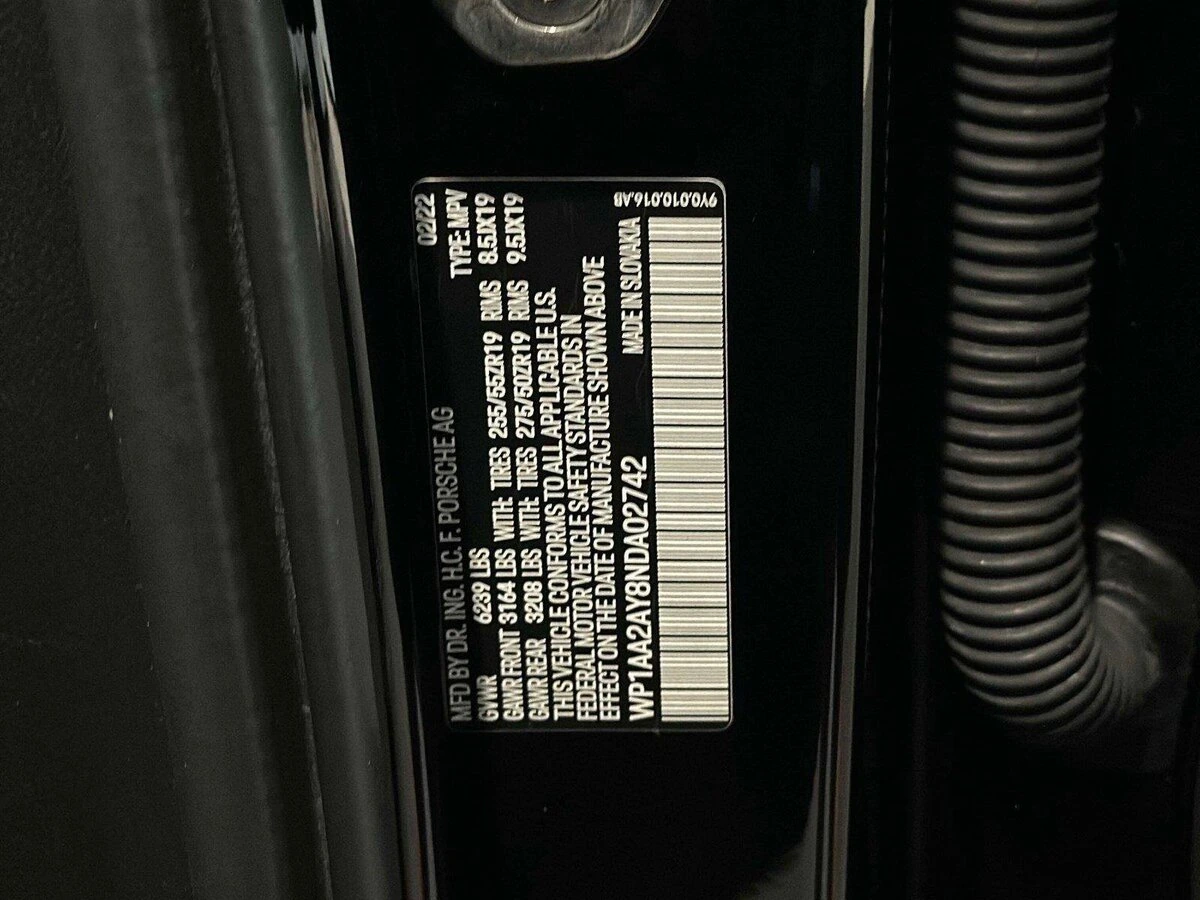 MFD BY DR. ING. H.C. F. PORSCHE AG 02/22
GVWR 6239 LBS TYPE: MPV
GAWR FRONT 3164 LBS WITH: TIRES 255/55ZR19 RIMS 8.5JX19
GAWR REAR 3208 LBS WITH: TIRES 275/50ZR19 RIMS 9.5JX19
THIS VEHICLE CONFORMS TO ALL APPLICABLE U.S.
FEDERAL MOTOR VEHICLE SAFETY STANDARDS IN
EFFECT ON THE DATE OF MANUFACTURE SHOWN ABOVE
WP1AA2AY8NDA02742 MADE IN SLOVAKIA
9Y0.010.016.AB